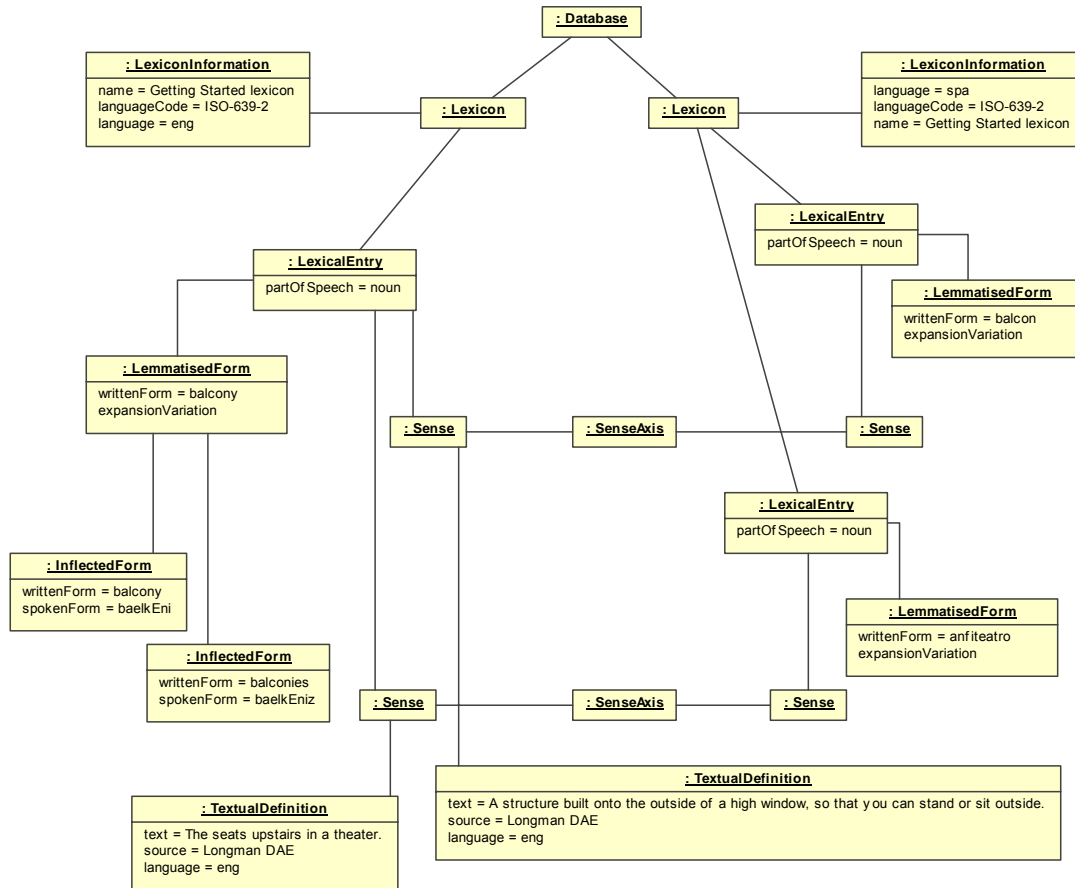 : Database
: LexiconInformation
name = Getting Started lexicon
languageCode = ISO-639-2
language = eng
: LexiconInformation
language = spa
languageCode = ISO-639-2
name = Getting Started lexicon
: Lexicon
: Lexicon
: LexicalEntry
partOfSpeech = noun
: LexicalEntry
partOfSpeech = noun
: LemmatisedForm
writtenForm = balcon
expansionVariation
: LemmatisedForm
writtenForm = balcony
expansionVariation
: Sense
: SenseAxis
: Sense
: LexicalEntry
partOfSpeech = noun
: InflectedForm
writtenForm = balcony
spokenForm = baelkEni
: LemmatisedForm
writtenForm = anfiteatro
expansionVariation
: InflectedForm
writtenForm = balconies
spokenForm = baelkEniz
: Sense
: SenseAxis
: Sense
: TextualDefinition
text = A structure built onto the outside of a high window, so that you can stand or sit outside.
source = Longman DAE
language = eng
: TextualDefinition
text = The seats upstairs in a theater.
source = Longman DAE
language = eng